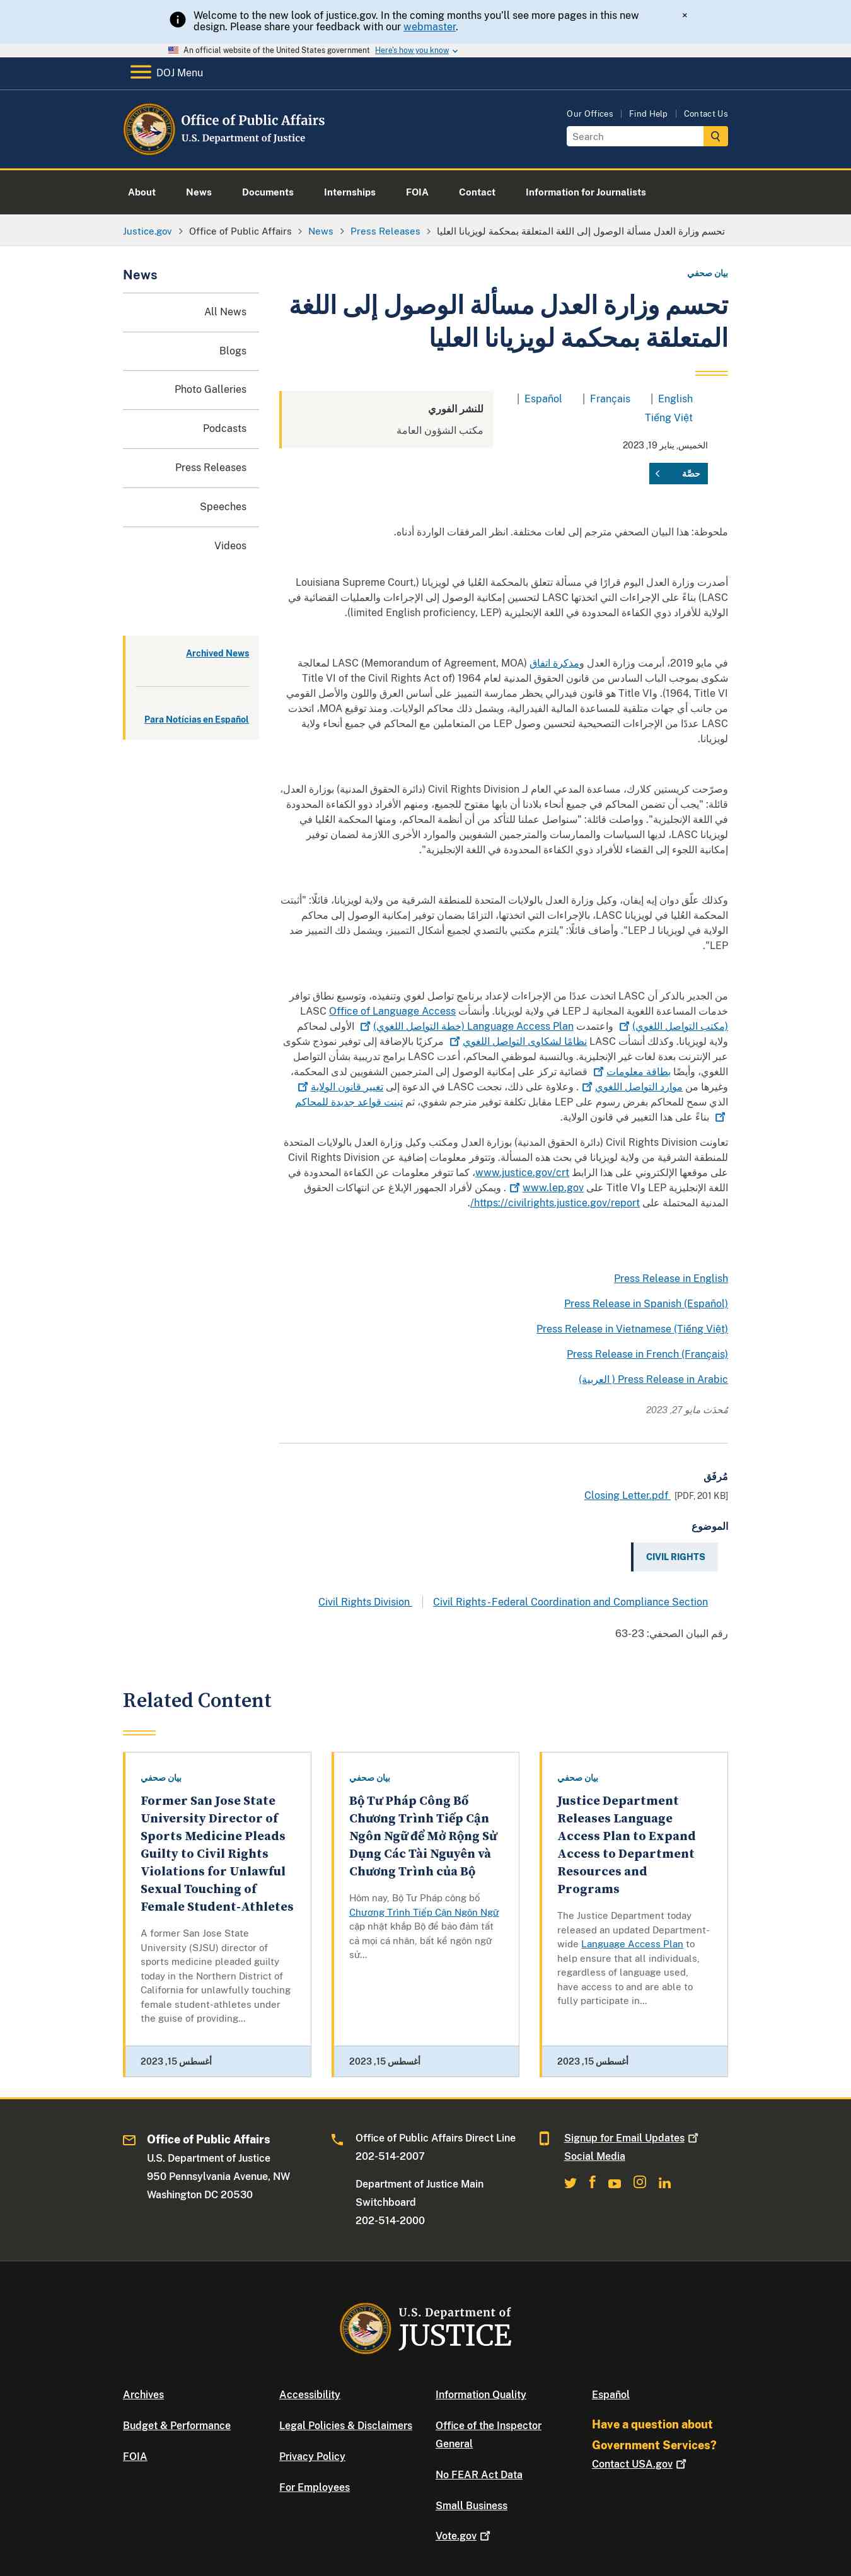 Welcome to the new look of justice.gov. In the coming months you'll see more pages in this new
design. Please share your feedback with our webmaster.
×
An official website of the United States government Here's how you know
DOJ Menu
Office of Public Affairs
U.S. Department of Justice
Our Offices | Find Help | Contact Us
Search
About News Documents Internships FOIA Contact Information for Journalists
Justice.gov > Office of Public Affairs > News > Press Releases > تحسم وزارة العدل مسألة الوصول إلى اللغة المتعلقة بمحكمة لويزيانا العليا
News
All News
Blogs
Photo Galleries
Podcasts
Press Releases
Speeches
Videos
Archived News
Para Notícias en Español
بيان صحفي
تحسم وزارة العدل مسألة الوصول إلى اللغة
المتعلقة بمحكمة لويزيانا العليا
English | Français | Español |
Tiếng Việt
الخميس, يناير 19, 2023
حصَّة
للنشر الفوري
مكتب الشؤون العامة
ملحوظة: هذا البيان الصحفي مترجم إلى لغات مختلفة. انظر المرفقات الواردة أدناه.
أصدرت وزارة العدل اليوم قرارًا في مسألة تتعلق بالمحكمة العُليا في لويزيانا (Louisiana Supreme Court,
LASC) بناءً على الإجراءات التي اتخذتها LASC لتحسين إمكانية الوصول إلى الإجراءات والعمليات القضائية في
الولاية للأفراد ذوي الكفاءة المحدودة في اللغة الإنجليزية (limited English proficiency, LEP).
في مايو 2019، أبرمت وزارة العدل ومذكرة اتفاق (Memorandum of Agreement, MOA) LASC لمعالجة
شكوى بموجب الباب السادس من قانون الحقوق المدنية لعام 1964 (Title VI of the Civil Rights Act of
1964, Title VI). وTitle VI هو قانون فيدرالي يحظر ممارسة التمييز على أساس العرق واللون والأصل القومي
من جانب أي جهات متلقية للمساعدة المالية الفيدرالية، ويشمل ذلك محاكم الولايات. ومنذ توقيع MOA، اتخذت
LASC عددًا من الإجراءات التصحيحية لتحسين وصول LEP من المتعاملين مع المحاكم في جميع أنحاء ولاية
لويزيانا.
وصرّحت كريستين كلارك، مساعدة المدعي العام لـ Civil Rights Division (دائرة الحقوق المدنية) بوزارة العدل،
قائلة: "يجب أن تضمن المحاكم في جميع أنحاء بلادنا أن بابها مفتوح للجميع، ومنهم الأفراد ذوو الكفاءة المحدودة
في اللغة الإنجليزية". وواصلت قائلة: "سنواصل عملنا للتأكد من أن أنظمة المحاكم، ومنها المحكمة العُليا في
لويزيانا LASC، لديها السياسات والممارسات والمترجمين الشفويين والموارد الأخرى اللازمة لضمان توفير
إمكانية اللجوء إلى القضاء للأفراد ذوي الكفاءة المحدودة في اللغة الإنجليزية".
وكذلك علّق دوان إيه إيفان، وكيل وزارة العدل بالولايات المتحدة للمنطقة الشرقية من ولاية لويزيانا، قائلًا: "أثبتت
المحكمة العُليا في لويزيانا LASC، بالإجراءات التي اتخذتها، التزامًا بضمان توفير إمكانية الوصول إلى محاكم
الولاية في لويزيانا لـ LEP". وأضاف قائلًا: "يلتزم مكتبي بالتصدي لجميع أشكال التمييز، ويشمل ذلك التمييز ضد
LEP".
من الجدير بالذكر أن LASC اتخذت عددًا من الإجراءات لإعداد برنامج تواصل لغوي وتنفيذه، وتوسيع نطاق توافر
خدمات المساعدة اللغوية المجانية لـ LEP في ولاية لويزيانا. وأنشأت LASC Office of Language Access
(مكتب التواصل اللغوي) واعتمدت Language Access Plan (خطة التواصل اللغوي) الأولى لمحاكم
ولاية لويزيانا. وكذلك أنشأت LASC نظامًا لشكاوى التواصل اللغوي مركزيًا بالإضافة إلى توفير نموذج شكوى
عبر الإنترنت بعدة لغات غير الإنجليزية. وبالنسبة لموظفي المحاكم، أعدت LASC برامج تدريبية بشأن التواصل
اللغوي، وأيضًا بطاقة معلومات قضائية تركز على إمكانية الوصول إلى المترجمين الشفويين لدى المحكمة،
وغيرها من موارد التواصل اللغوي. وعلاوة على ذلك، نجحت LASC في الدعوة إلى تغيير قانون الولاية
الذي سمح للمحاكم بفرض رسوم على LEP مقابل تكلفة توفير مترجم شفوي، ثم تبنت قواعد جديدة للمحاكم
بناءً على هذا التغيير في قانون الولاية.
تعاونت Civil Rights Division (دائرة الحقوق المدنية) بوزارة العدل ومكتب وكيل وزارة العدل بالولايات المتحدة
للمنطقة الشرقية من ولاية لويزيانا في بحث هذه المسألة. وتتوفر معلومات إضافية عن Civil Rights Division
على موقعها الإلكتروني على هذا الرابط www.justice.gov/crt، كما تتوفر معلومات عن الكفاءة المحدودة في
اللغة الإنجليزية LEP وTitle VI على www.lep.gov. ويمكن لأفراد الجمهور الإبلاغ عن انتهاكات الحقوق
المدنية المحتملة على https://civilrights.justice.gov/report/.
Press Release in English
Press Release in Spanish (Español)
Press Release in Vietnamese (Tiếng Việt)
Press Release in French (Français)
Press Release in Arabic ( العربية)
مُحدّت مايو 27, 2023
مُرفَق
Closing Letter.pdf [PDF, 201 KB]
الموضوع
CIVIL RIGHTS
Civil Rights Division | Civil Rights - Federal Coordination and Compliance Section
رقم البيان الصحفي: 23-63
Related Content
بيان صحفي
Former San Jose State
University Director of
Sports Medicine Pleads
Guilty to Civil Rights
Violations for Unlawful
Sexual Touching of
Female Student-Athletes
A former San Jose State
University (SJSU) director of
sports medicine pleaded guilty
today in the Northern District of
California for unlawfully touching
female student-athletes under
the guise of providing...
أغسطس 15, 2023
بيان صحفي
Bộ Tư Pháp Công Bố
Chương Trình Tiếp Cận
Ngôn Ngữ để Mở Rộng Sử
Dụng Các Tài Nguyên và
Chương Trình của Bộ
Hôm nay, Bộ Tư Pháp công bố
Chương Trình Tiếp Cận Ngôn Ngữ
cập nhật khắp Bộ để bảo đảm tất
cả mọi cá nhân, bất kể ngôn ngữ
sử...
أغسطس 15, 2023
بيان صحفي
Justice Department
Releases Language
Access Plan to Expand
Access to Department
Resources and
Programs
The Justice Department today
released an updated Department-
wide Language Access Plan to
help ensure that all individuals,
regardless of language used,
have access to and are able to
fully participate in...
أغسطس 15, 2023
Office of Public Affairs
U.S. Department of Justice
950 Pennsylvania Avenue, NW
Washington DC 20530
Office of Public Affairs Direct Line
202-514-2007
Department of Justice Main
Switchboard
202-514-2000
Signup for Email Updates
Social Media
U.S. Department of
JUSTICE
Archives
Budget & Performance
FOIA
Accessibility
Legal Policies & Disclaimers
Privacy Policy
For Employees
Information Quality
Office of the Inspector
General
No FEAR Act Data
Small Business
Vote.gov
Español
Have a question about
Government Services?
Contact USA.gov